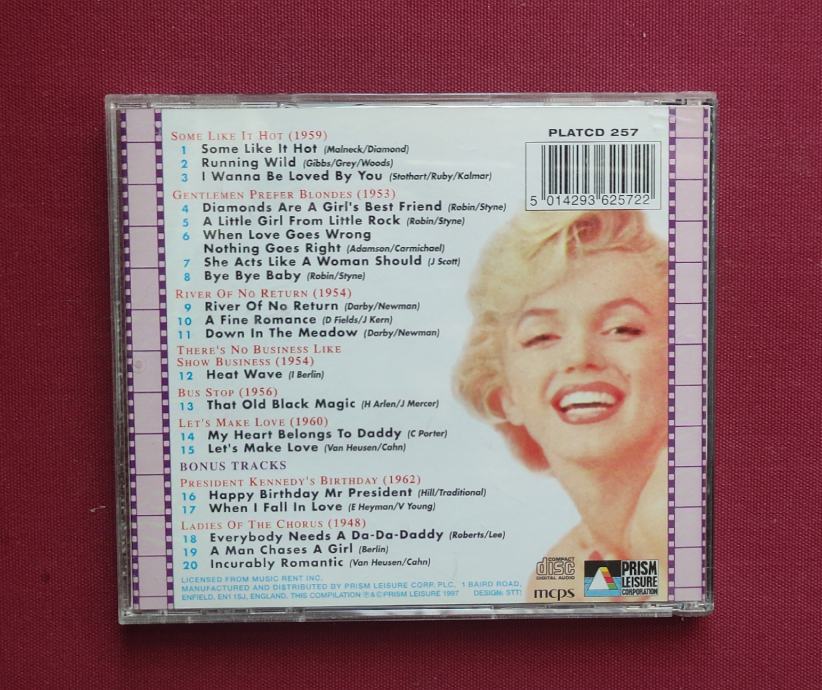 SOME LIKE IT HOT (1959)
1 Some Like It Hot (Malneck/Diamond)
2 Running Wild (Gibbs/Grey/Woods)
3 I Wanna Be Loved By You (Stothart/Ruby/Kalmar)
GENTLEMEN PREFER BLONDES (1953)
4 Diamonds Are A Girl's Best Friend (Robin/Styne)
5 A Little Girl From Little Rock (Robin/Styne)
6 When Love Goes Wrong
Nothing Goes Right (Adamson/Carmichael)
7 She Acts Like A Woman Should (J Scott)
8 Bye Bye Baby (Robin/Styne)
RIVER OF NO RETURN (1954)
9 River Of No Return (Darby/Newman)
10 A Fine Romance (D Fields/J Kern)
11 Down In The Meadow (Darby/Newman)
THERE'S NO BUSINESS LIKE
SHOW BUSINESS (1954)
12 Heat Wave (I Berlin)
BUS STOP (1956)
13 That Old Black Magic (H Arlen/J Mercer)
LET'S MAKE LOVE (1960)
14 My Heart Belongs To Daddy (C Porter)
15 Let's Make Love (Van Heusen/Cahn)
BONUS TRACKS
PRESIDENT KENNEDY'S BIRTHDAY (1962)
16 Happy Birthday Mr President (Hill/Traditional)
17 When I Fall In Love (E Heyman/V Young)
LADIES OF THE CHORUS (1948)
18 Everybody Needs A Da-Da-Daddy (Roberts/Lee)
19 A Man Chases A Girl (Berlin)
20 Incurably Romantic (Van Heusen/Cahn)
LICENSED FROM MUSIC RENT INC.
MANUFACTURED AND DISTRIBUTED BY PRISM LEISURE CORP. PLC, 1 BAIRD ROAD,
ENFIELD, EN1 1SJ, ENGLAND. THIS COMPILATION ℗&©PRISM LEISURE 1997 DESIGN: STTI
PLATCD 257
5 014293 625722
COMPACT
disc
DIGITAL AUDIO
mcps
PRISM
LEISURE
CORPORATION